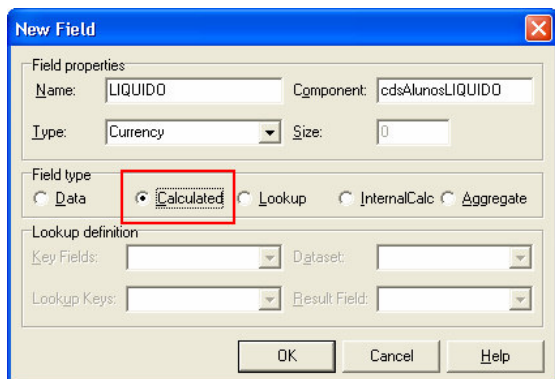 New Field
Field properties
Name: LIQUIDO Component: cdsAlunosLIQUIDO
Type: Currency Size: 0
Field type
Data Calculated Lookup InternalCalc Aggregate
Lookup definition
Key Fields: Dataset:
Lookup Keys: Result Field:
OK Cancel Help